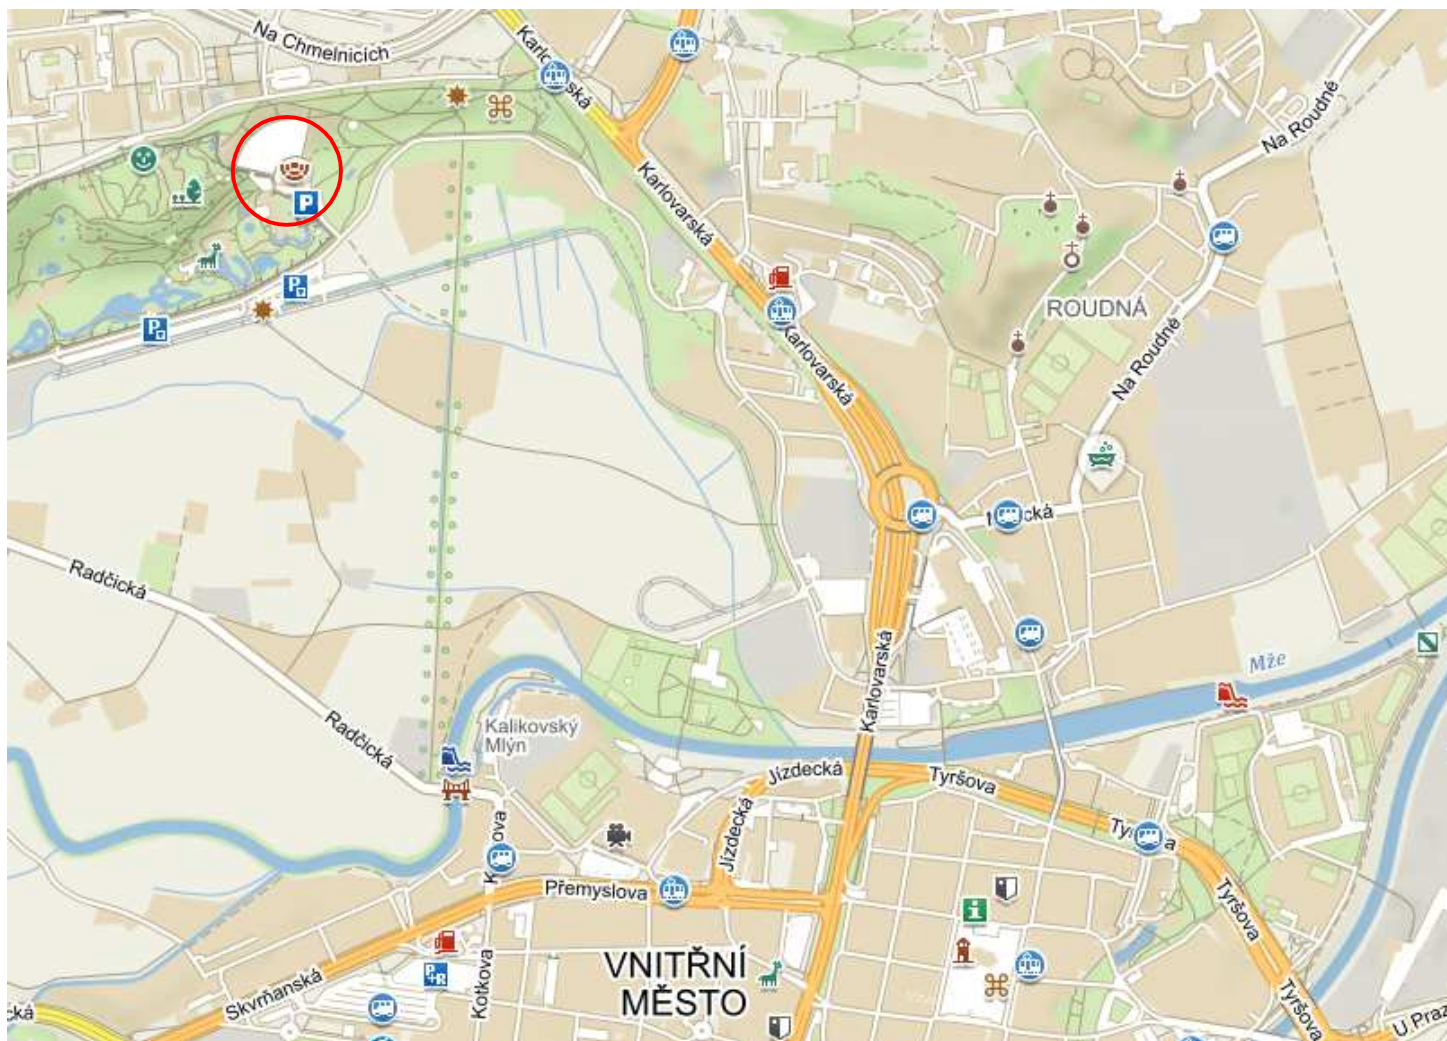 Na Chmelnicích
Karlovarská
Na Roudné
Karlovarská
ROUDNÁ
Na Roudné
Karlovarská
Radčická
Karlovarská
Mže
Radčická
Kalikovský
Mlýn
Jízdecká
Tyršova
Jízdecká
Přemyslova
Tyršova
Kotkova
VNITŘNÍ
MĚSTO
Skvrňanská
Tyršova
U Praz
P
P
P
P+R
i